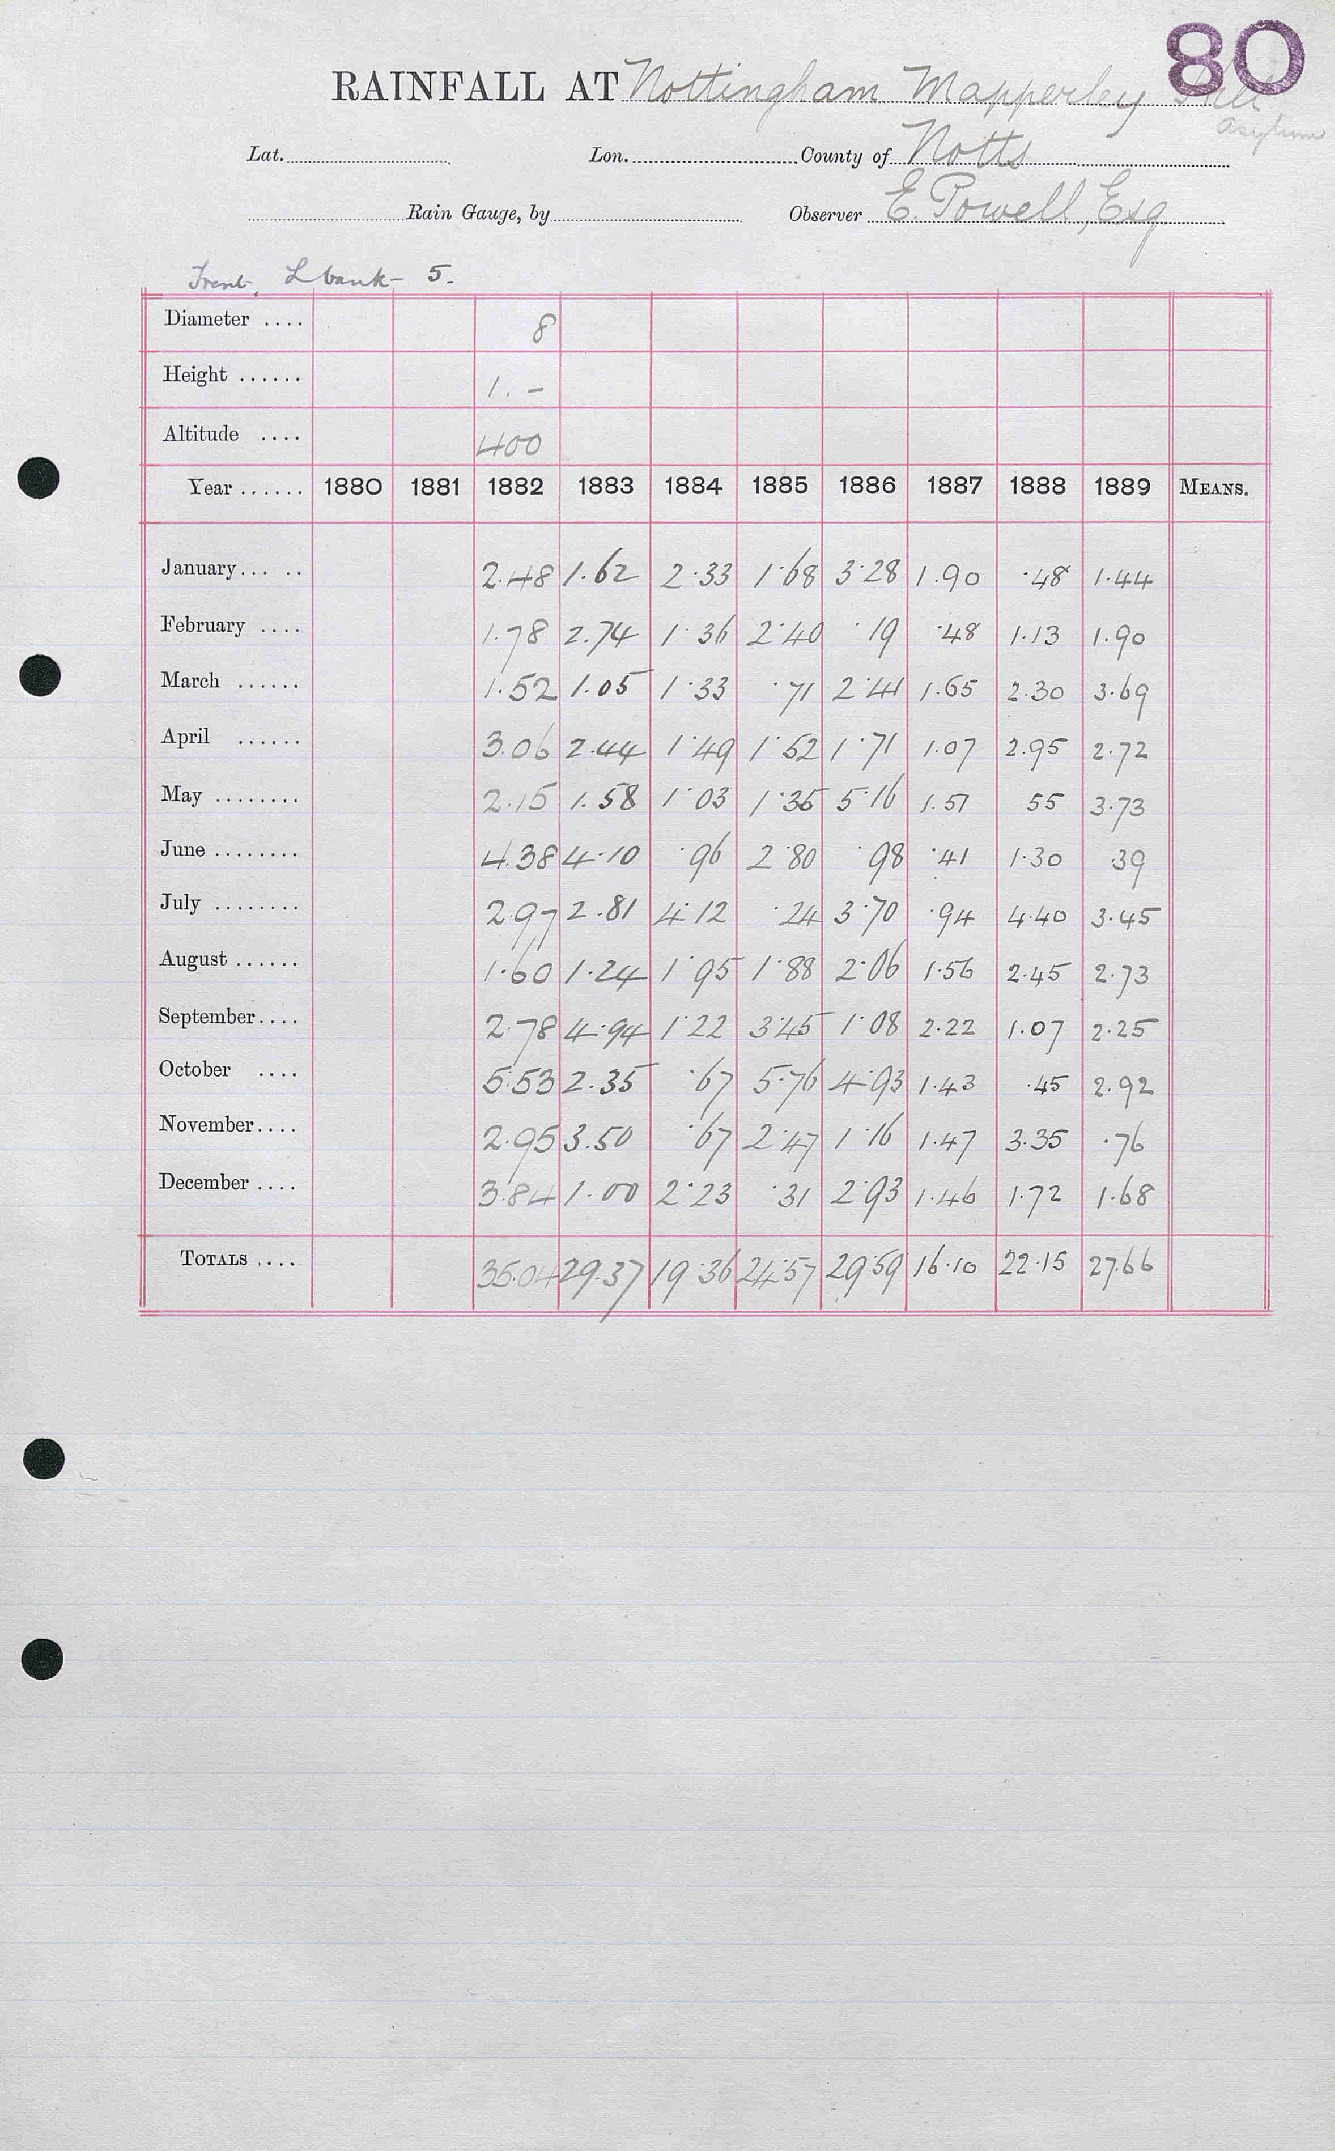 80
RAINFALL AT Nottingham Mapperley Hill
Asylum
Lat. Lon. County of Notts
Rain Gauge, by Observer E. Powell, Esq
Trent, L bank - 5.
Diameter .... 8
Height ...... 1. -
Altitude .... 400
Year ...... 1880 1881 1882 1883 1884 1885 1886 1887 1888 1889 MEANS.
January... .. 2.48 1.62 2.33 1.68 3.28 1.90 .48 1.44
February .... 1.78 2.74 1.36 2.40 .19 .48 1.13 1.90
March ...... 1.52 1.05 1.33 .71 2.41 1.65 2.30 3.69
April ...... 3.06 2.44 1.49 1.52 1.71 1.07 2.95 2.72
May ........ 2.15 1.58 1.03 1.35 5.16 1.51 55 3.73
June ........ 4.38 4.10 .96 2.80 .98 .41 1.30 .39
July ........ 2.97 2.81 4.12 .24 3.70 .94 4.40 3.45
August ...... 1.60 1.24 1.95 1.88 2.06 1.56 2.45 2.73
September.... 2.78 4.94 1.22 3.45 1.08 2.22 1.07 2.25
October .... 5.53 2.35 .67 5.76 4.93 1.43 .45 2.92
November.... 2.95 3.50 .67 2.47 1.16 1.47 3.35 .76
December .... 3.84 1.00 2.23 .31 2.93 1.46 1.72 1.68
TOTALS .... 35.04 29.37 19.36 24.57 29.59 16.10 22.15 27.66